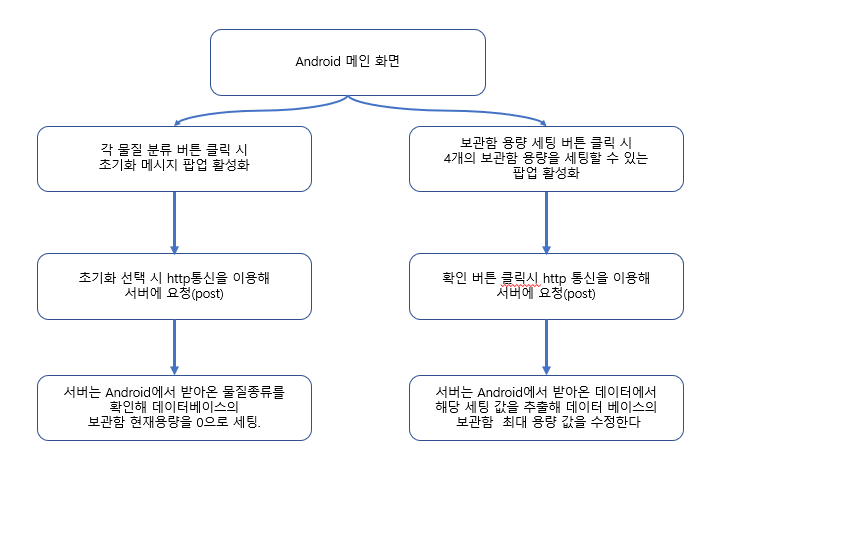 Android 메인 화면
각 물질 분류 버튼 클릭 시
초기화 메시지 팝업 활성화
보관함 용량 세팅 버튼 클릭 시
4개의 보관함 용량을 세팅할 수 있는
팝업 활성화
초기화 선택 시 http통신을 이용해
서버에 요청(post)
확인 버튼 클릭시 http 통신을 이용해
서버에 요청(post)
서버는 Android에서 받아온 물질종류를
확인해 데이터베이스의
보관함 현재용량을 0으로 세팅.
서버는 Android에서 받아온 데이터에서
해당 세팅 값을 추출해 데이터 베이스의
보관함  최대 용량 값을 수정한다